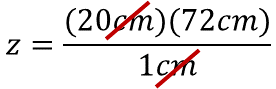 z = (20cm)(72cm) / 1cm